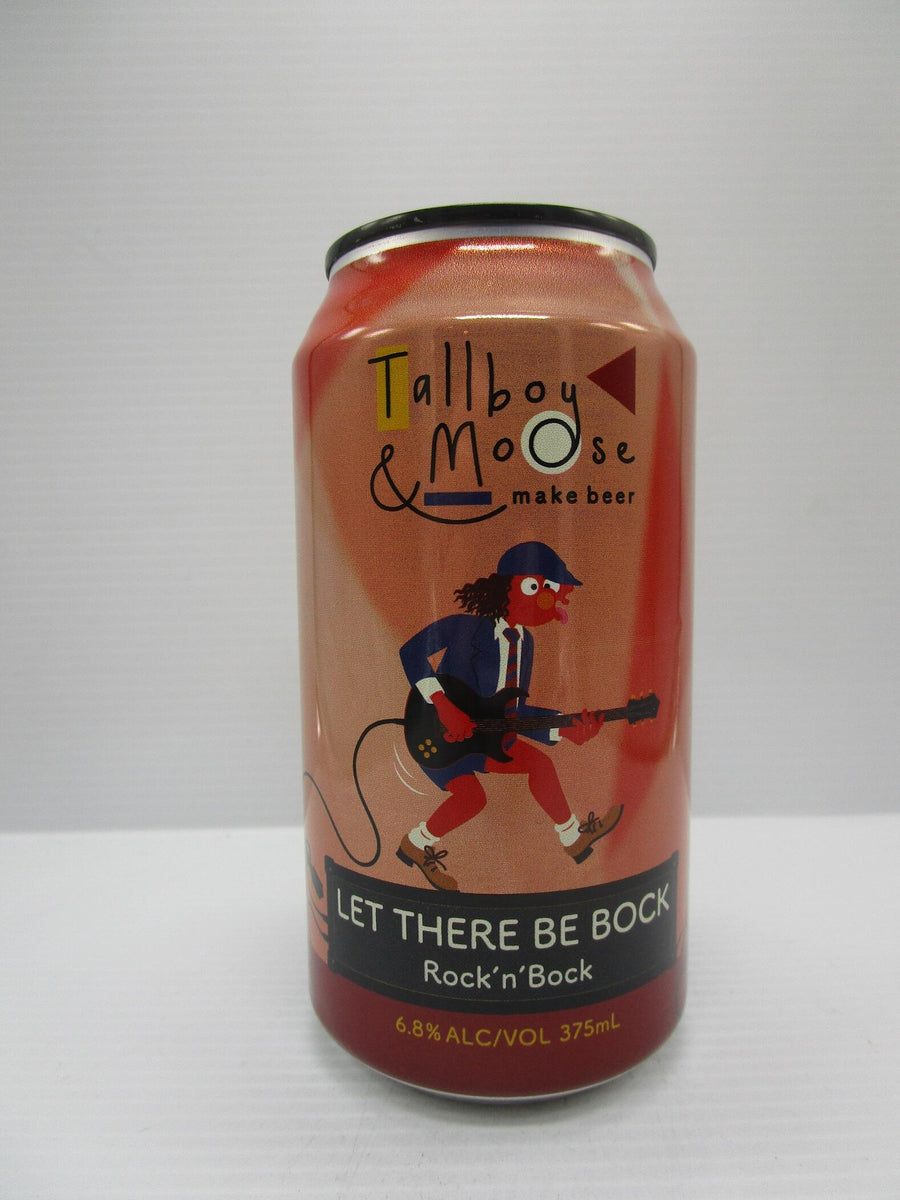 Tallboy
& Moose
make beer
LET THERE BE BOCK
Rock'n'Bock
6.8% ALC/VOL 375mL